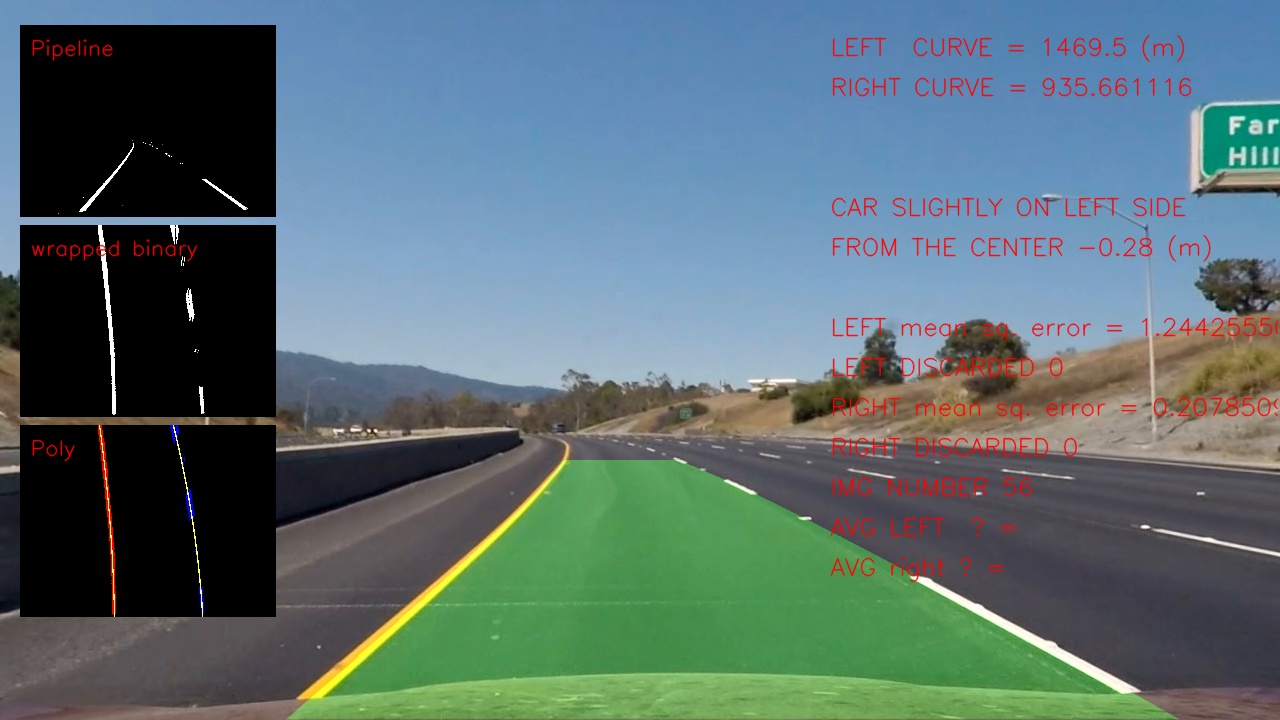 Pipeline
wrapped binary
Poly
LEFT CURVE = 1469.5 (m)
RIGHT CURVE = 935.661116
CAR SLIGHTLY ON LEFT SIDE
FROM THE CENTER -0.28 (m)
LEFT mean sq. error = 1.2442555
LEFT DISCARDED 0
RIGHT mean sq. error = 0.207850
RIGHT DISCARDED 0
IMG NUMBER 56
AVG LEFT ? =
AVG right ? =
Far
Hill